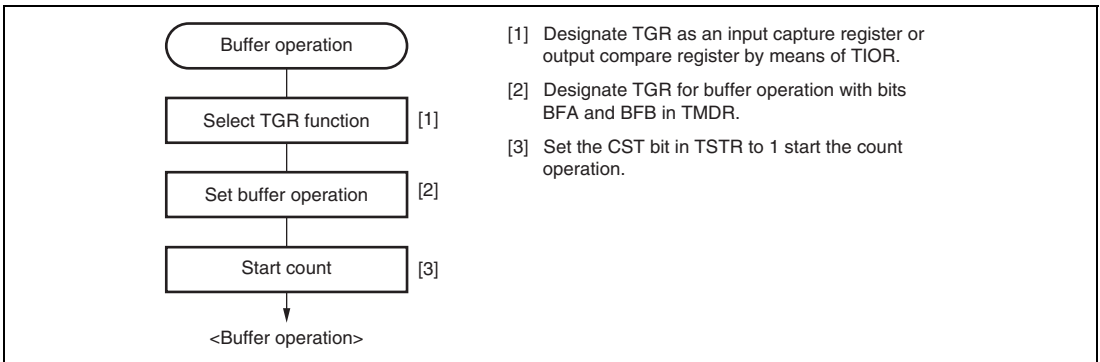 Buffer operation
Select TGR function
[1]
Set buffer operation
[2]
Start count
[3]
<Buffer operation>
[1] Designate TGR as an input capture register or
output compare register by means of TIOR.
[2] Designate TGR for buffer operation with bits
BFA and BFB in TMDR.
[3] Set the CST bit in TSTR to 1 start the count
operation.